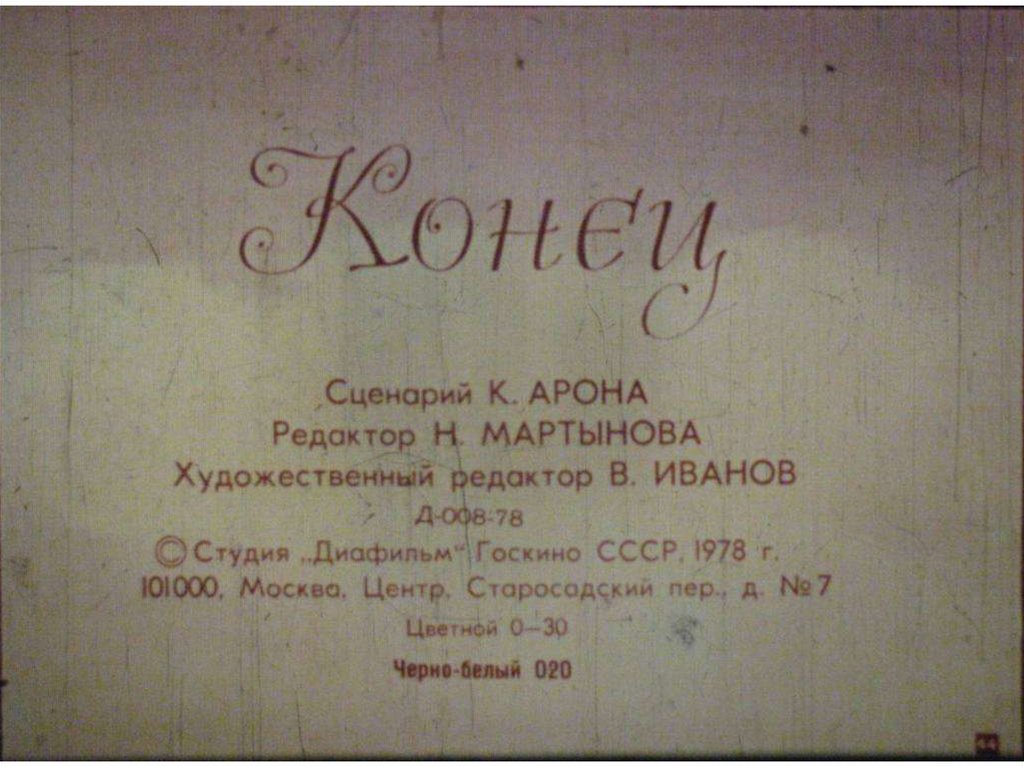 Конец
Сценарий К. АРОНА
Редактор Н. МАРТЫНОВА
Художественный редактор В. ИВАНОВ
Д-008-78
© Студия „Диафильм“ Госкино СССР, 1978 г.
101000, Москва, Центр, Старосадский пер., д. №7
Цветной 0—30
Черно-белый 020
44